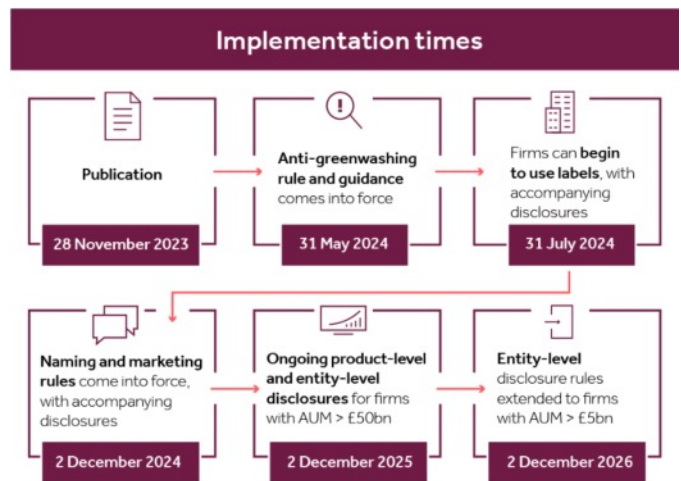 Implementation times
Publication
28 November 2023
Anti-greenwashing
rule and guidance
comes into force
31 May 2024
Firms can begin
to use labels, with
accompanying
disclosures
31 July 2024
Naming and marketing
rules come into force,
with accompanying
disclosures
2 December 2024
Ongoing product-level
and entity-level
disclosures for firms
with AUM > £50bn
2 December 2025
Entity-level
disclosure rules
extended to firms
with AUM > £5bn
2 December 2026